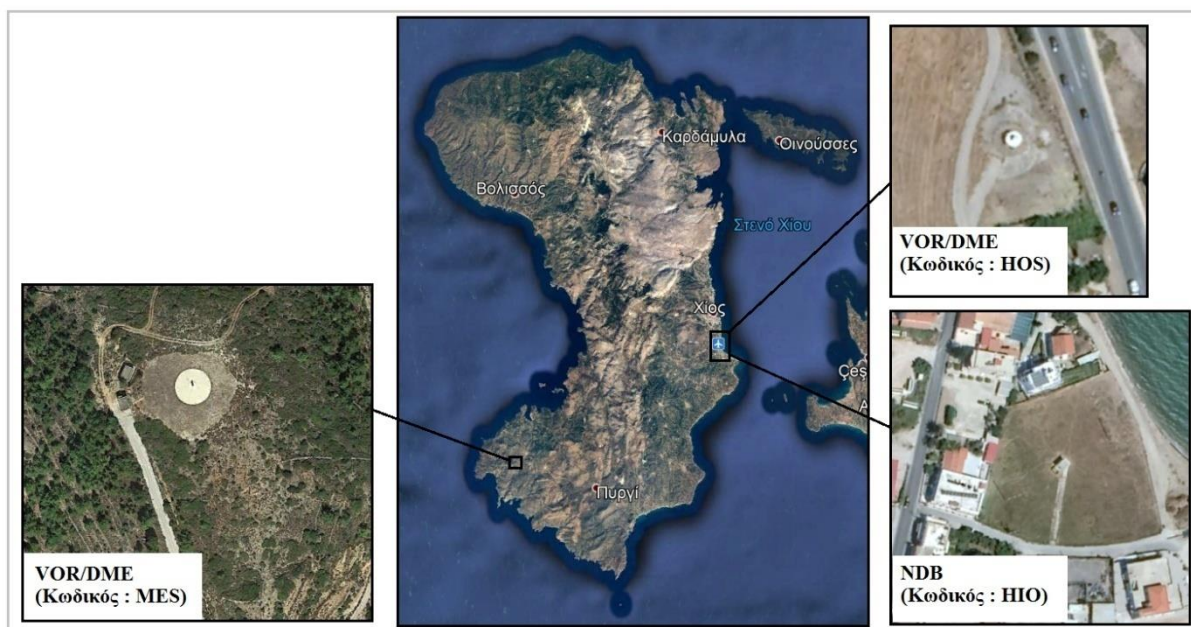 Καρδάμυλα
Οινούσσες
Βολισσός
Στενό Χίου
Χίος
Πυργί
VOR/DME
(Κωδικός : HOS)
NDB
(Κωδικός : HIO)
VOR/DME
(Κωδικός : MES)